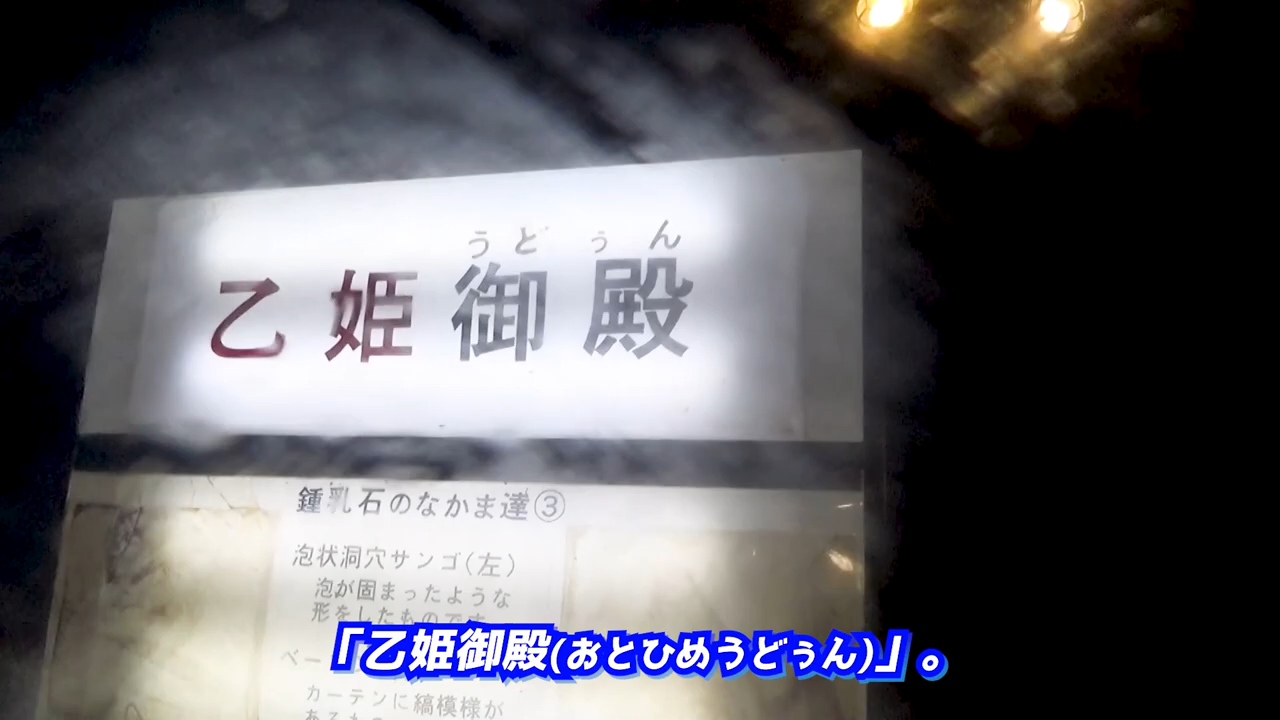 うどぅん
乙姫御殿
鍾乳石のなかま達③
泡状洞穴サンゴ(左)
泡が固まったような
形をしたものです
「乙姫御殿(おとひめうどぅん)」。
カーテンに縞模様が